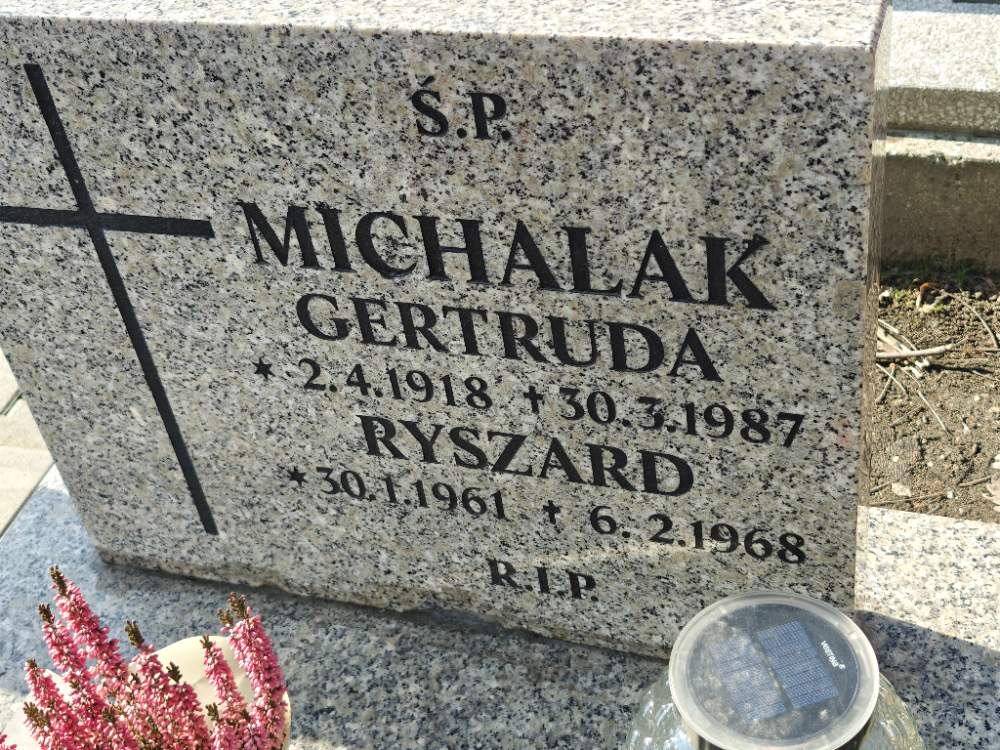 Ś.P.
MICHALAK
GERTRUDA
* 2.4.1918 † 30.3.1987
RYSZARD
* 30.1.1961 † 6.2.1968
R.I.P.